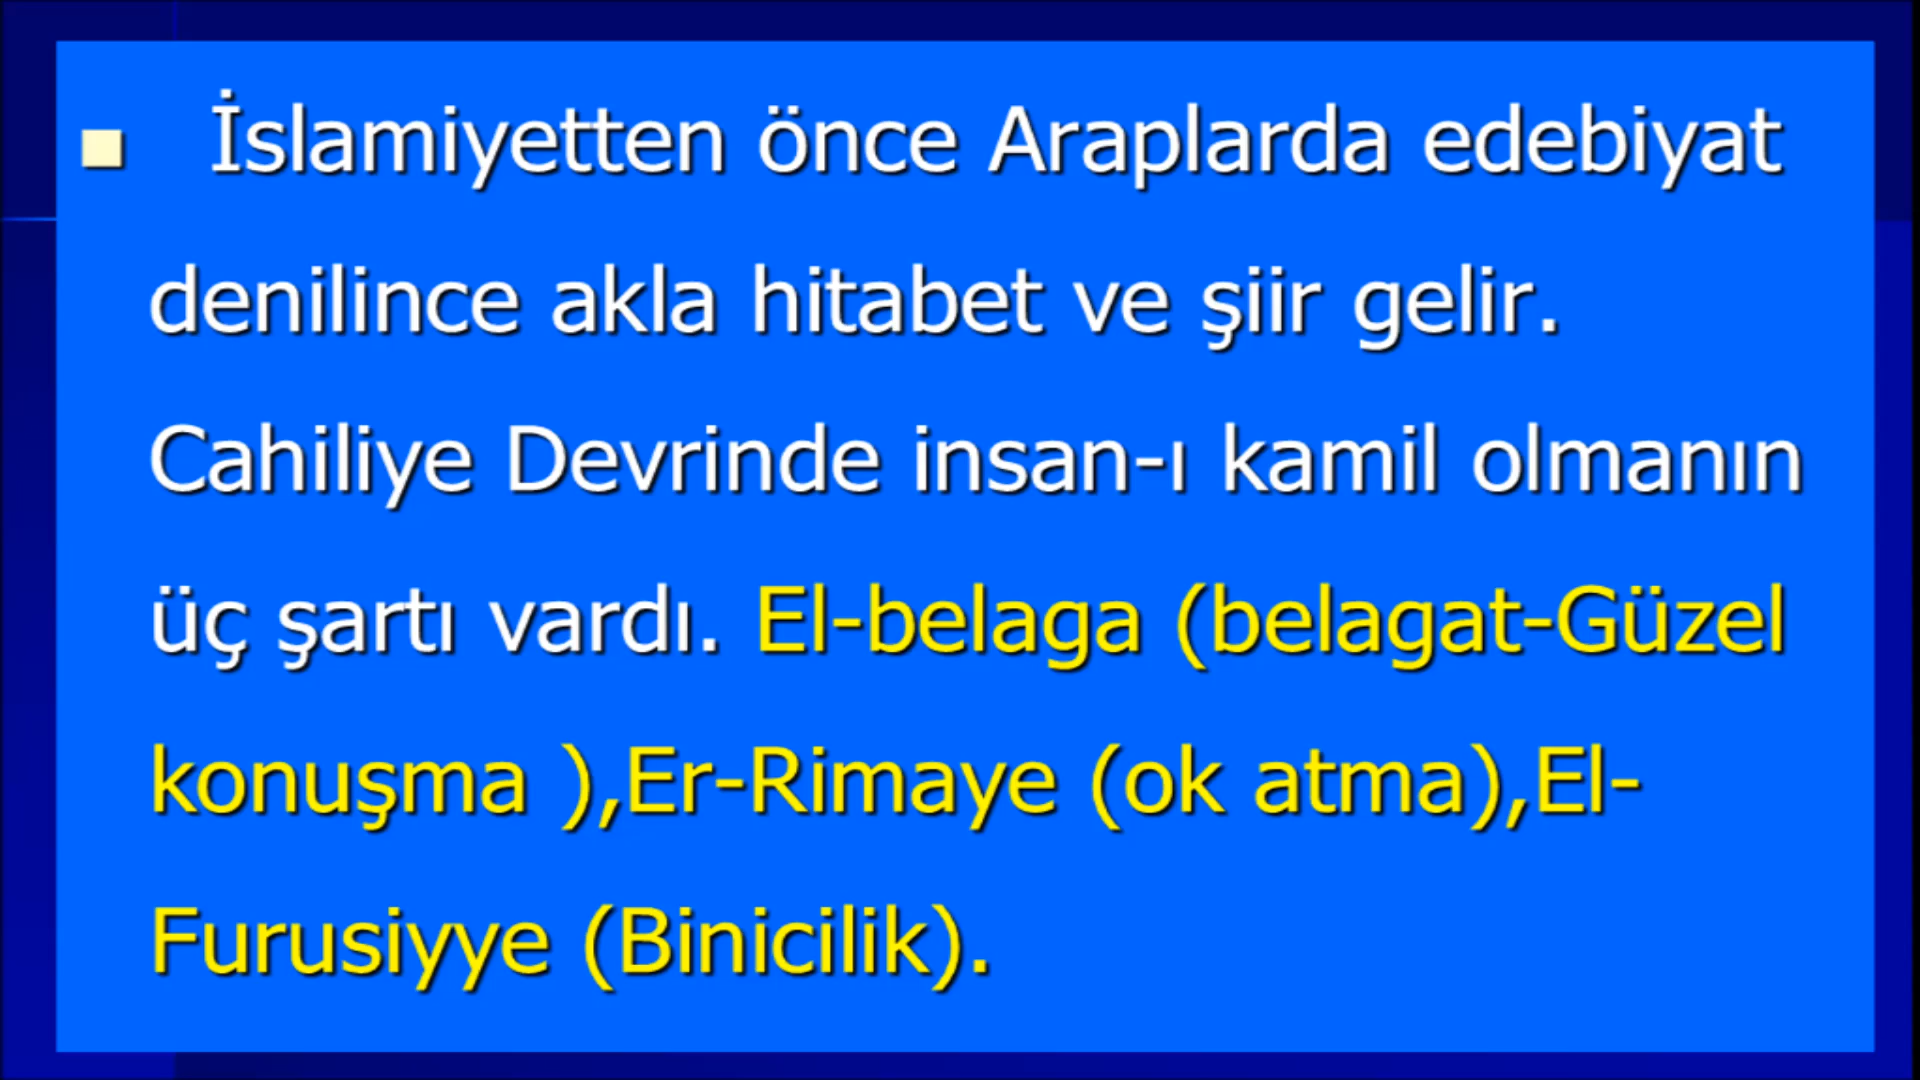 İslamiyetten önce Araplarda edebiyat
denilince akla hitabet ve şiir gelir.
Cahiliye Devrinde insan-ı kamil olmanın
üç şartı vardı. El-belaga (belagat-Güzel
konuşma ),Er-Rimaye (ok atma),El-
Furusiyye (Binicilik).